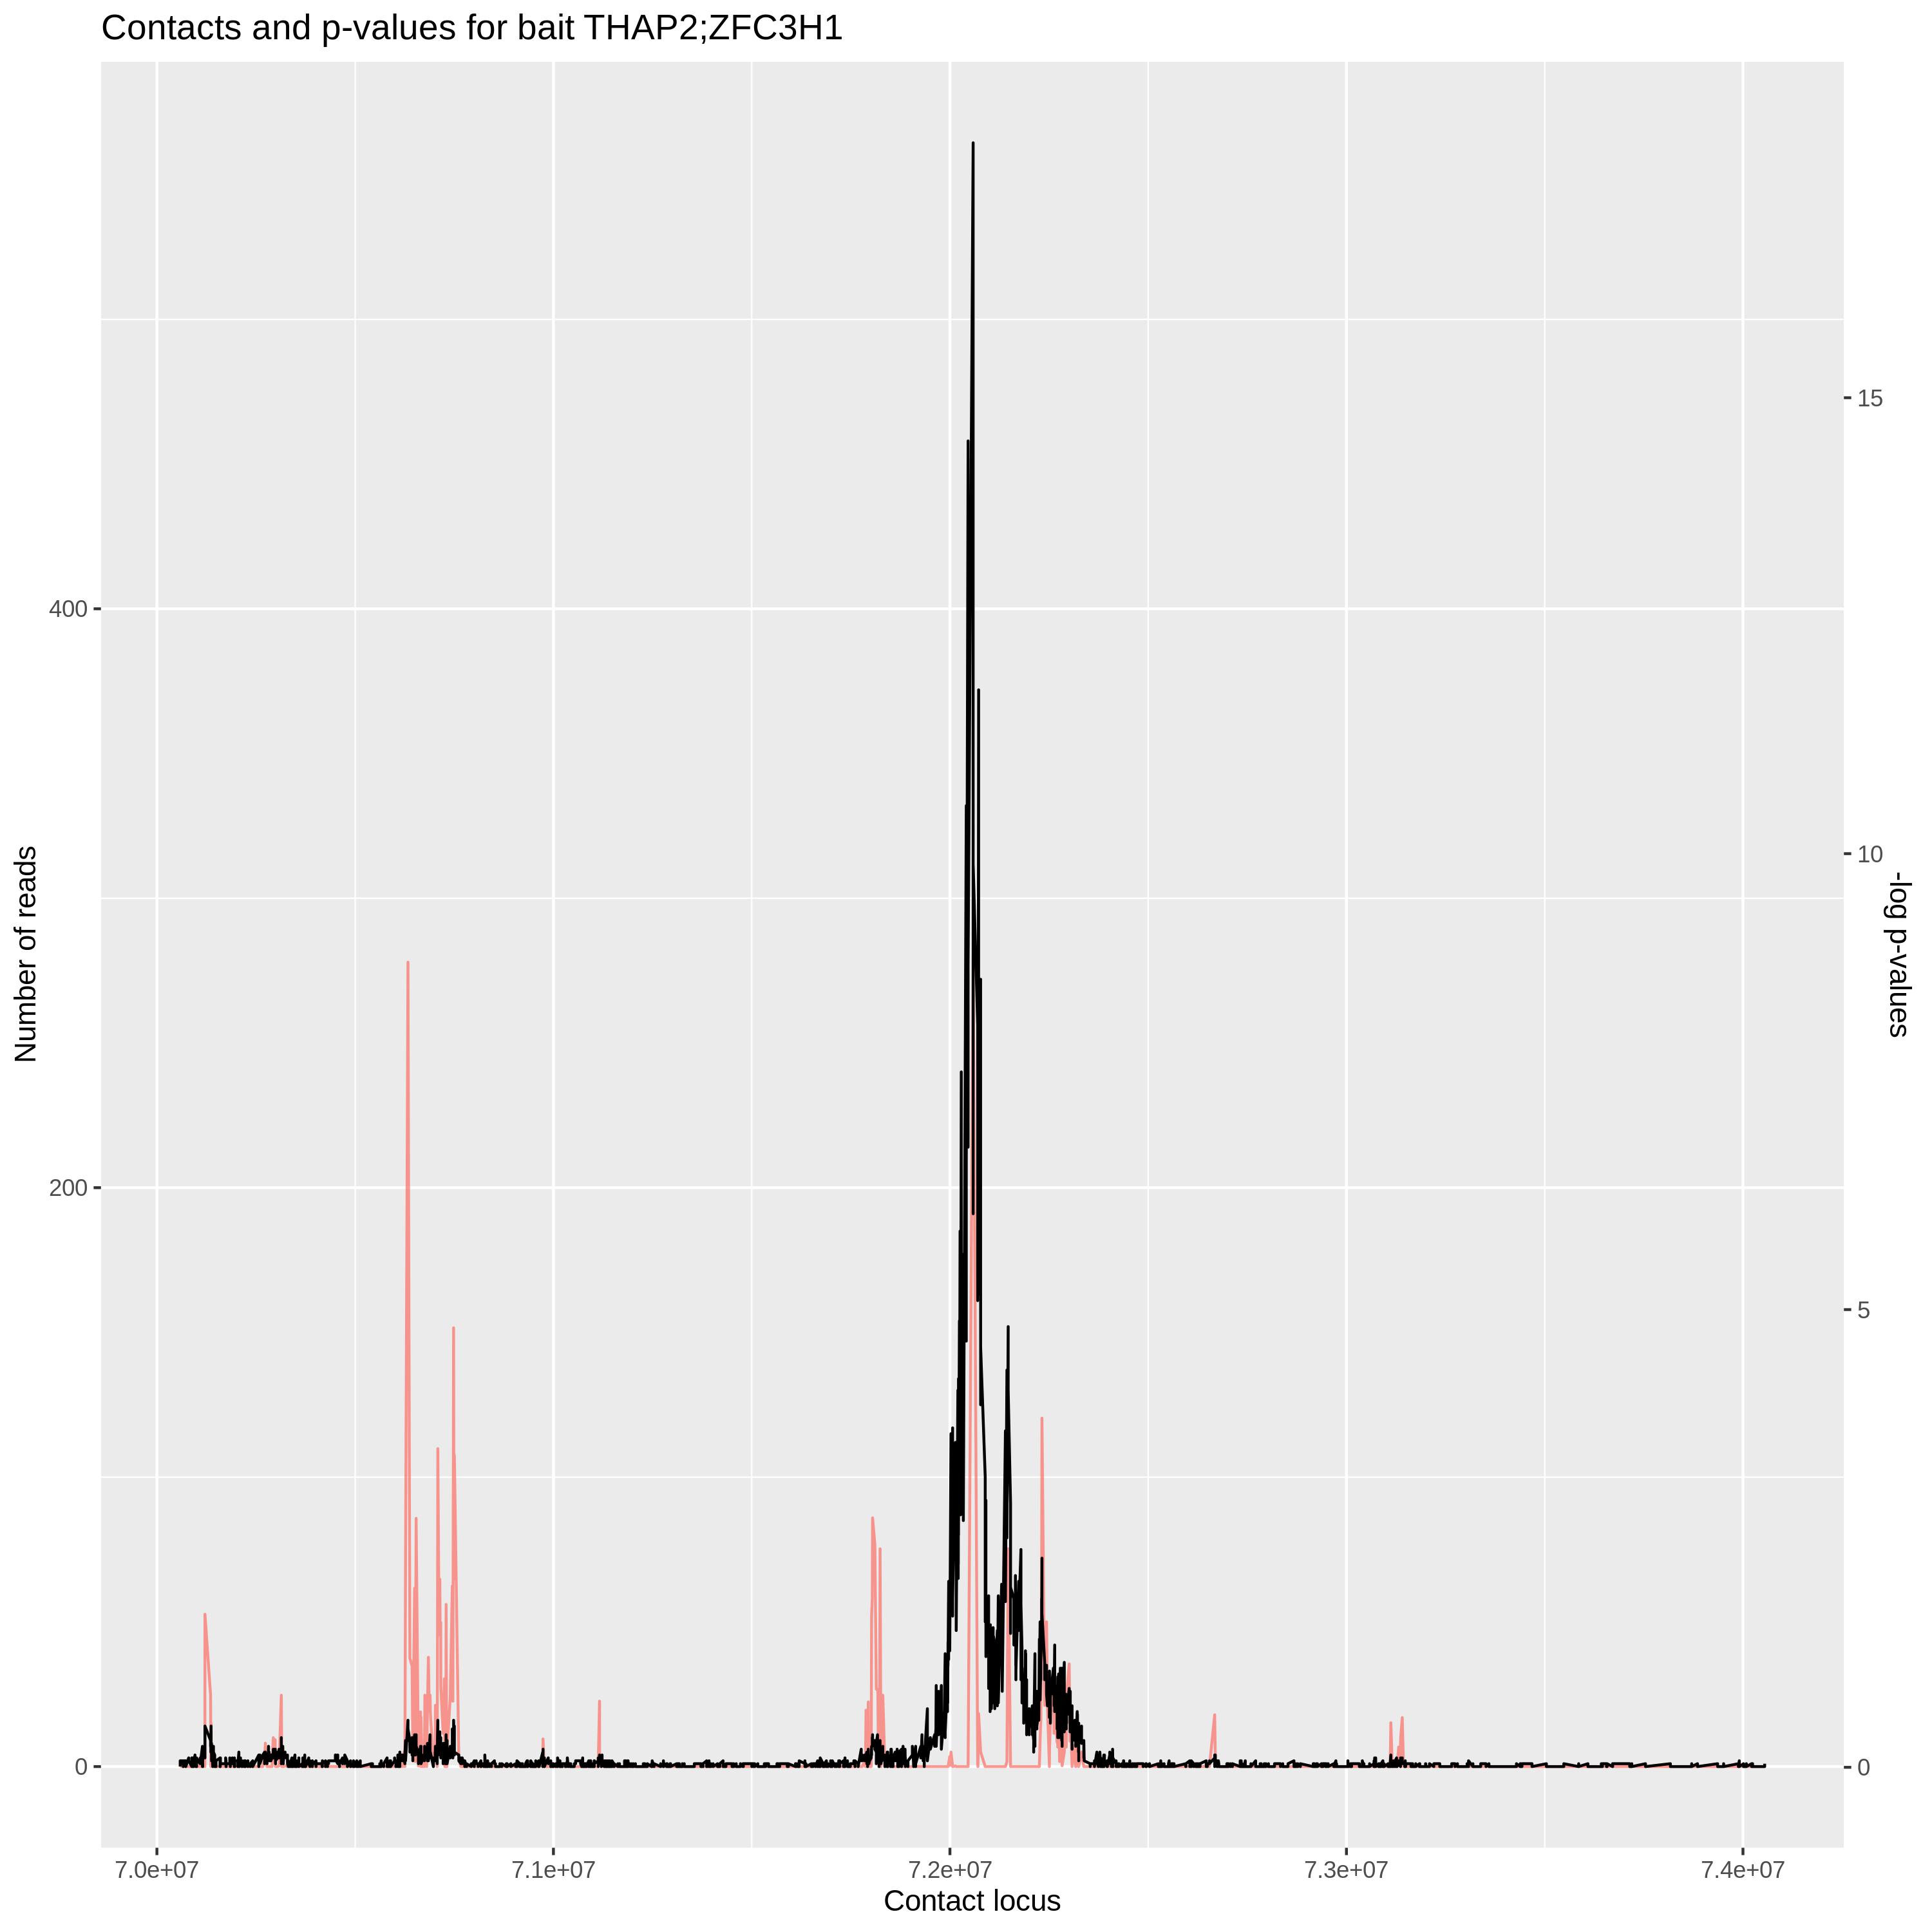 Contacts and p-values for bait THAP2;ZFC3H1
Number of reads
400
200
0
15
10
5
0
-log p-values
7.0e+07
7.1e+07
7.2e+07
7.3e+07
7.4e+07
Contact locus